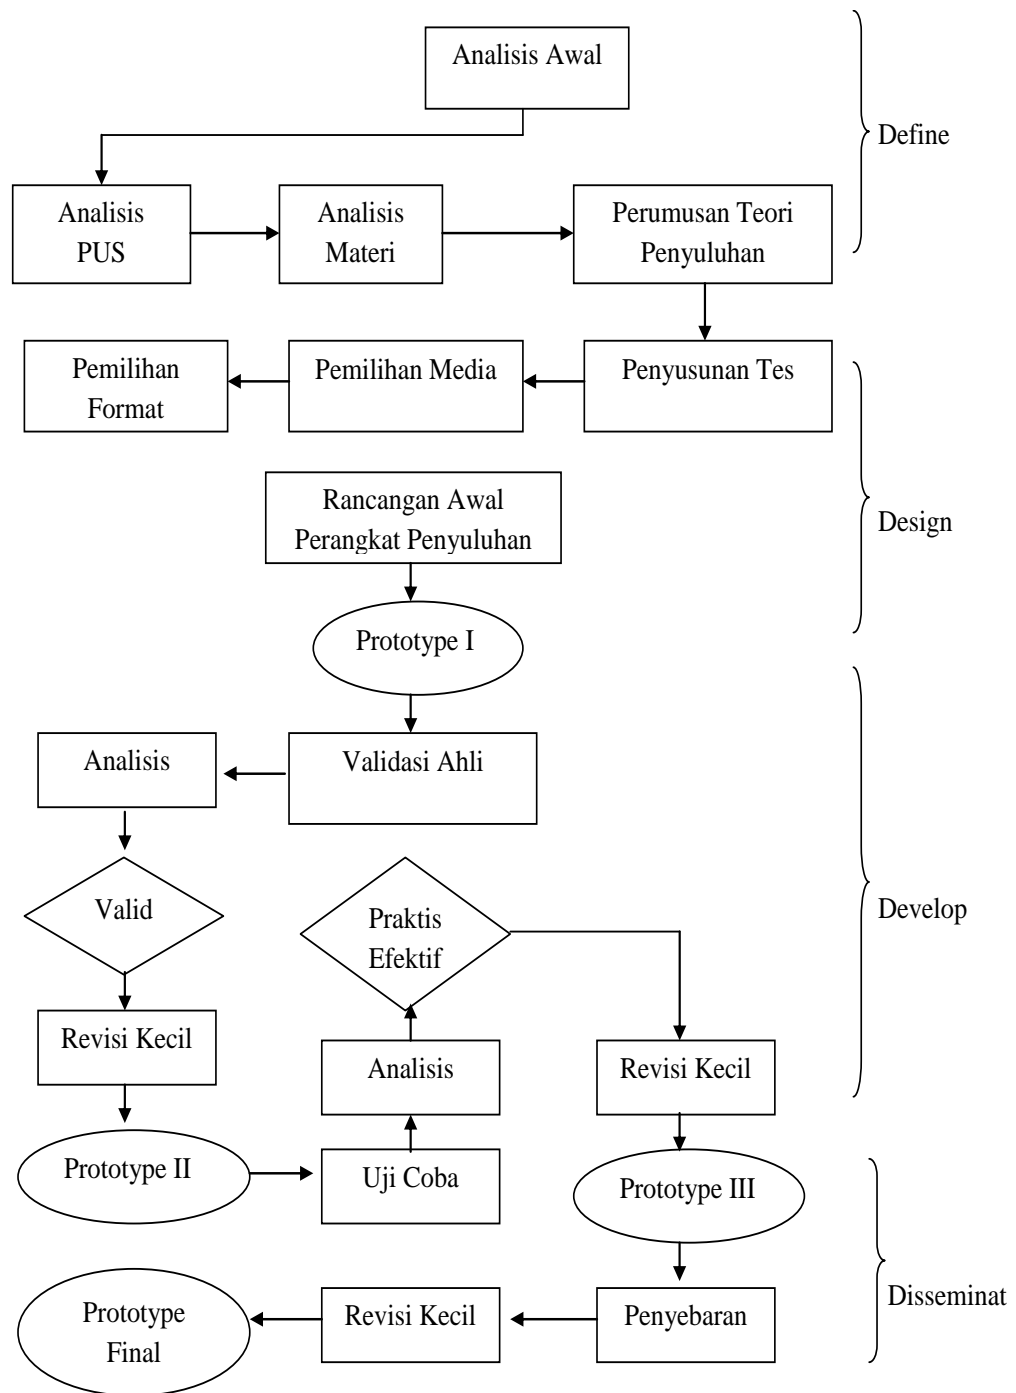 Analisis Awal
Define
Analisis
PUS
Analisis
Materi
Perumusan Teori
Penyuluhan
Pemilihan
Format
Pemilihan Media
Penyusunan Tes
Design
Rancangan Awal
Perangkat Penyuluhan
Prototype I
Analisis
Validasi Ahli
Develop
Valid
Praktis
Efektif
Revisi Kecil
Analisis
Revisi Kecil
Prototype II
Uji Coba
Prototype III
Disseminat
Prototype
Final
Revisi Kecil
Penyebaran